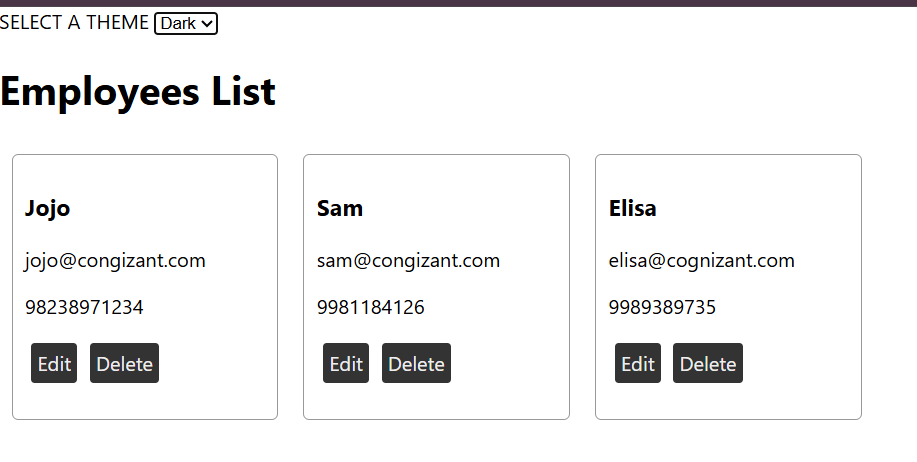 SELECT A THEME Dark
Employees List
Jojo
jojo@congizant.com
98238971234
Edit Delete
Sam
sam@congizant.com
9981184126
Edit Delete
Elisa
elisa@cognizant.com
9989389735
Edit Delete